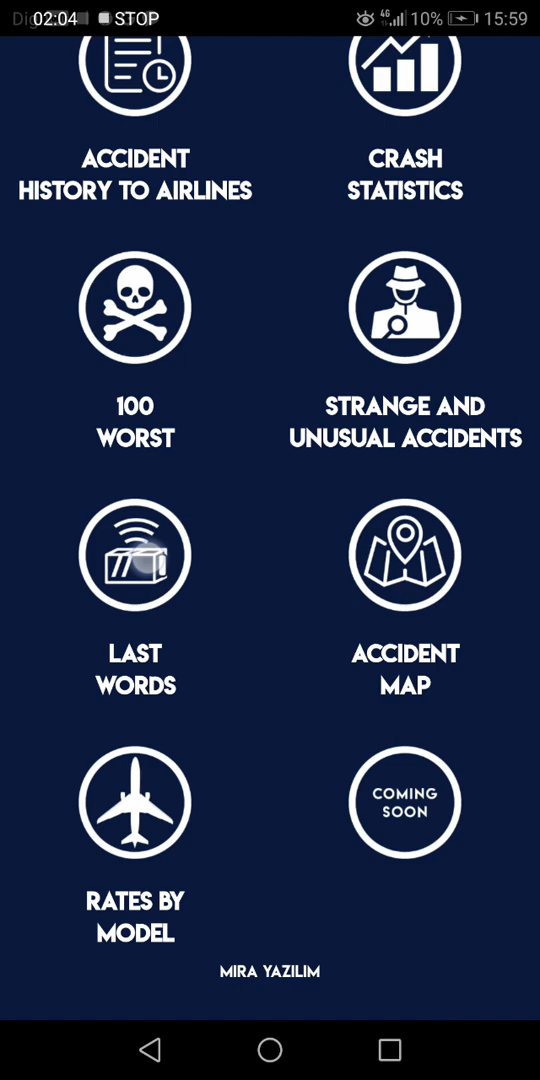 02:04 STOP 4G 10% 15:59
ACCIDENT
HISTORY TO AIRLINES
CRASH
STATISTICS
100
WORST
STRANGE AND
UNUSUAL ACCIDENTS
LAST
WORDS
ACCIDENT
MAP
RATES BY
MODEL
COMING
SOON
MIRA YAZILIM